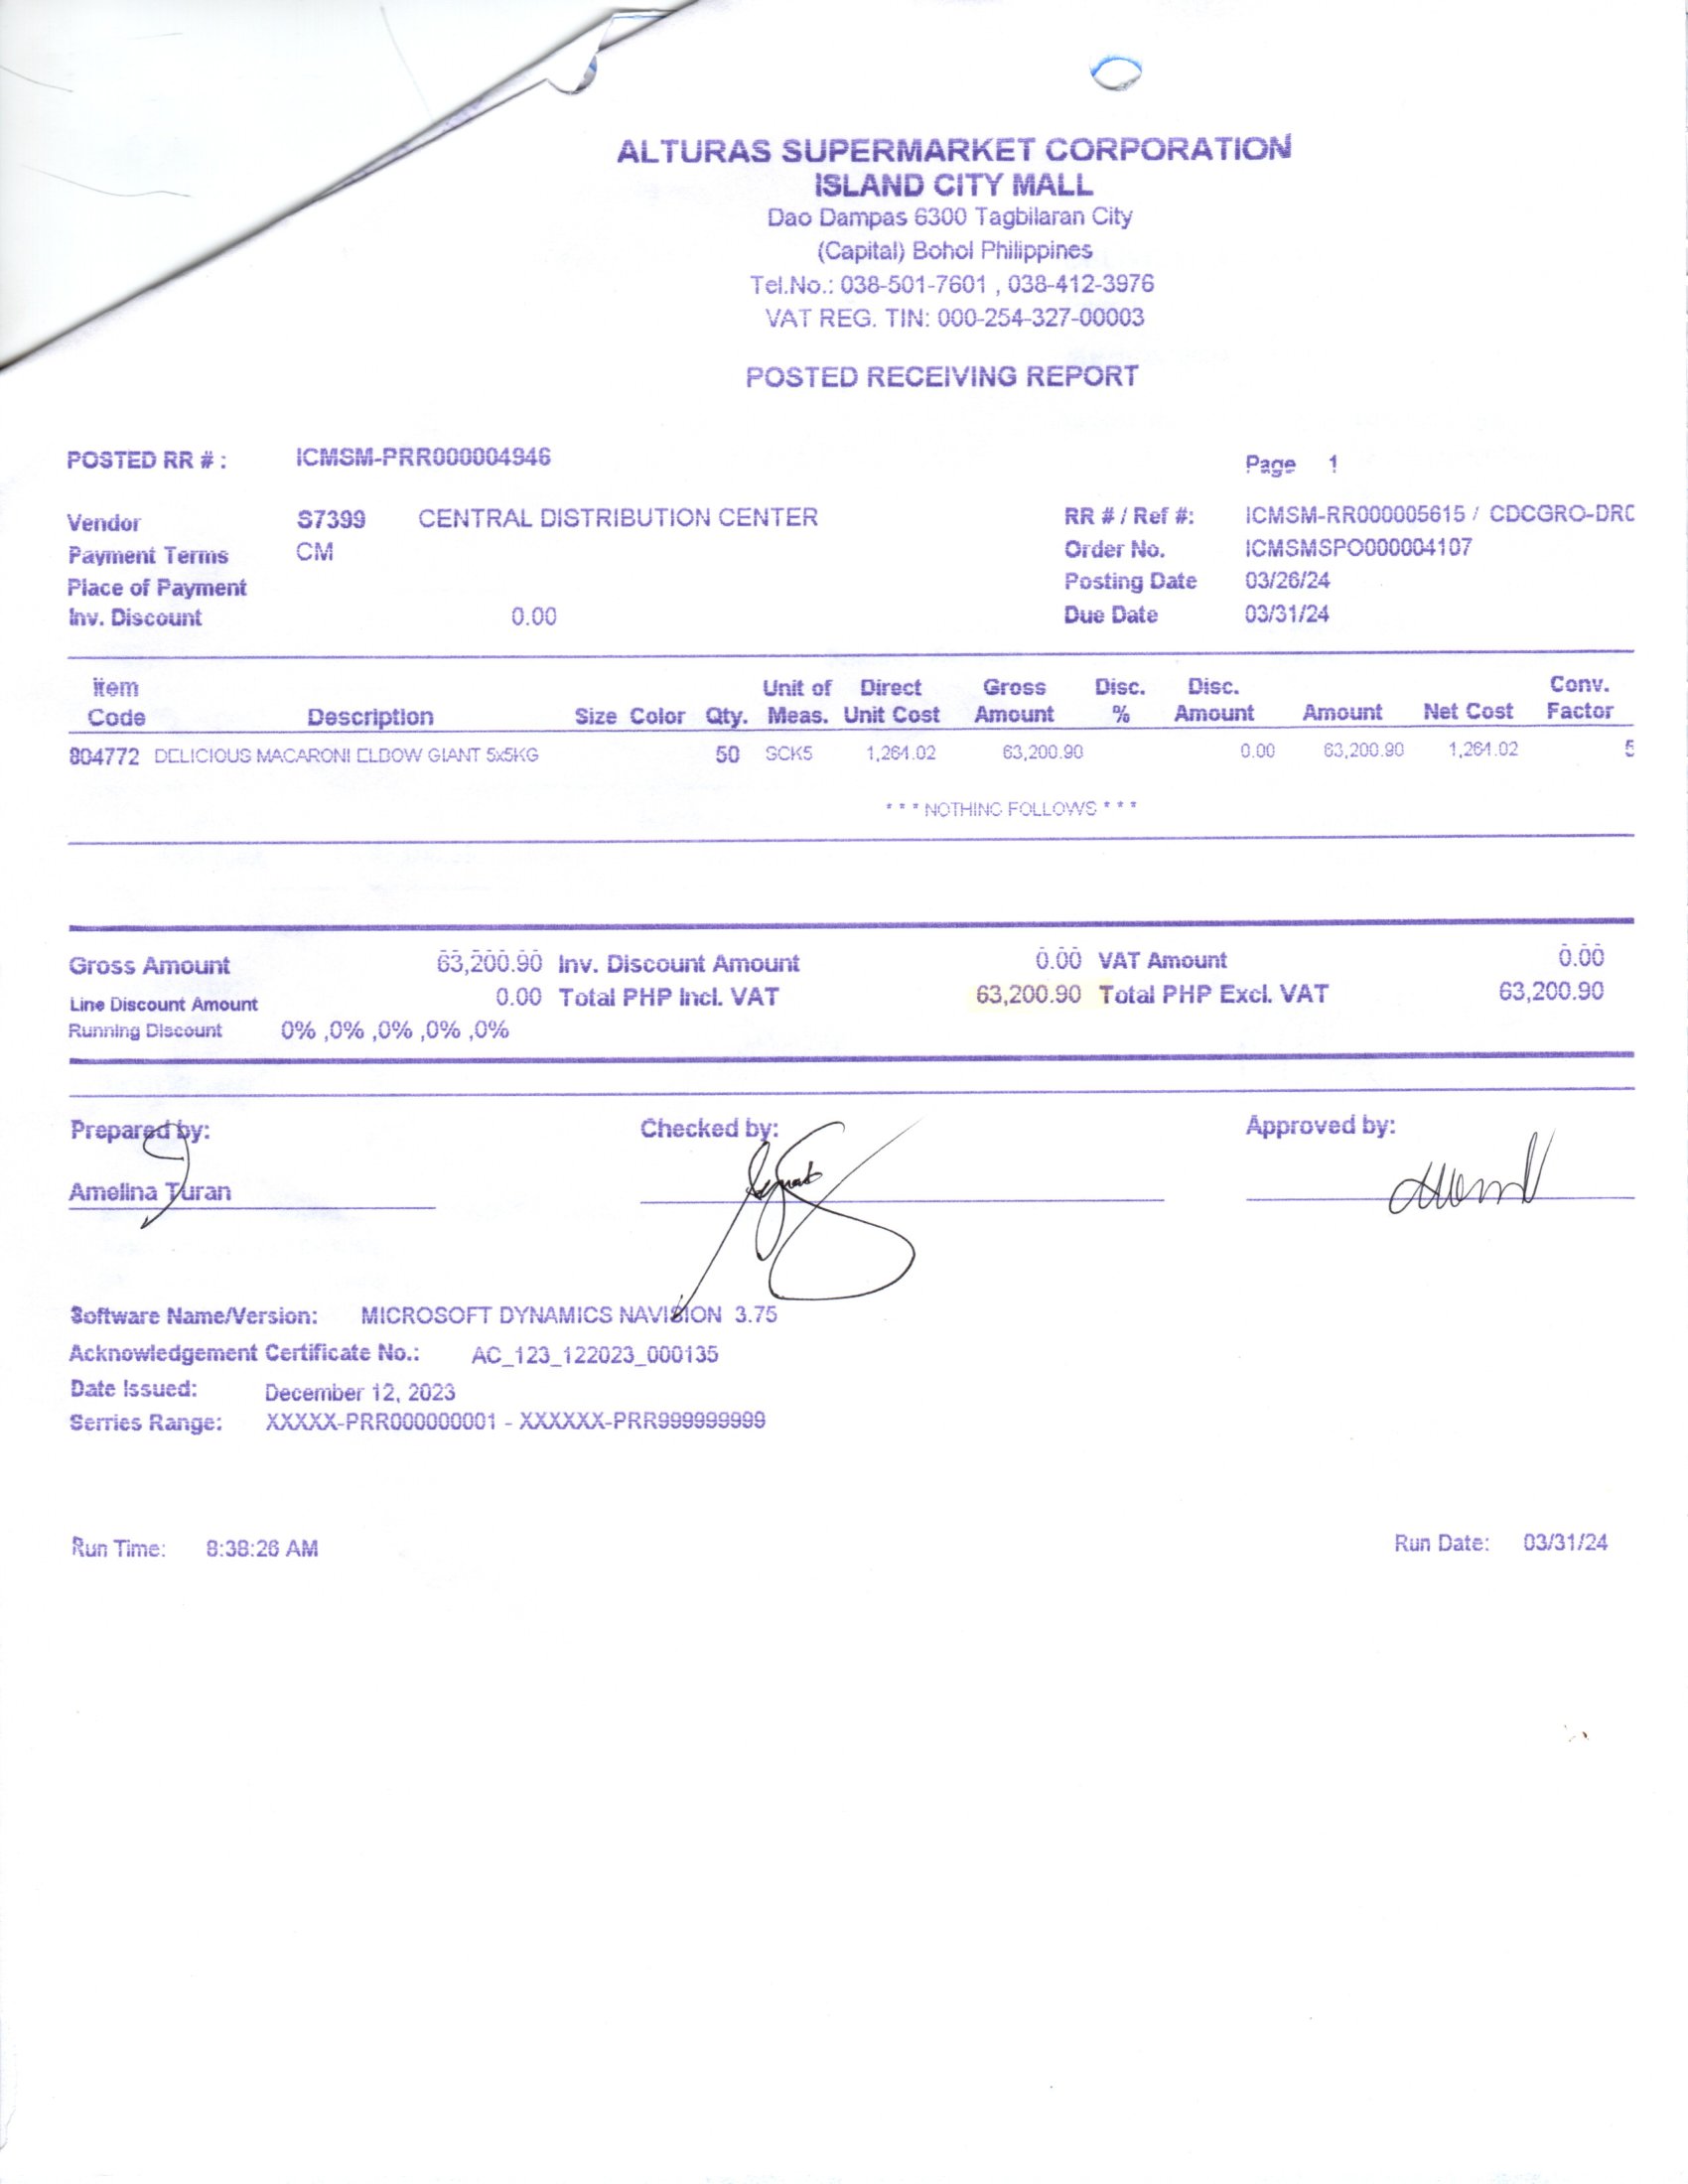 ALTURAS SUPERMARKET CORPORATION
ISLAND CITY MALL
Dao Dampas 6300 Tagbilaran City
(Capital) Bohol Philippines
Tel.No.: 038-501-7601 , 038-412-3976
VAT REG. TIN: 000-254-327-00003
POSTED RECEIVING REPORT
POSTED RR # : ICMSM-PRR000004946 Page 1
Vendor S7399 CENTRAL DISTRIBUTION CENTER RR # / Ref #: ICMSM-RR000005615 / CDCGRO-DRC
Payment Terms CM Order No. ICMSMSPO000004107
Place of Payment Posting Date 03/26/24
Inv. Discount 0.00 Due Date 03/31/24
Item Unit of Direct Gross Disc. Disc. Conv.
Code Description Size Color Qty. Meas. Unit Cost Amount % Amount Amount Net Cost Factor
804772 DELICIOUS MACARONI ELBOW GIANT 5x5KG 50 SCK5 1,264.02 63,200.90 0.00 63,200.90 1,264.02 5
* * * NOTHING FOLLOWS * * *
Gross Amount 63,200.90 Inv. Discount Amount 0.00 VAT Amount 0.00
Line Discount Amount 0.00 Total PHP Incl. VAT 63,200.90 Total PHP Excl. VAT 63,200.90
Running Discount 0% ,0% ,0% ,0% ,0%
Prepared by: Checked by: Approved by:
Amelina Turan
Software Name/Version: MICROSOFT DYNAMICS NAVISION 3.75
Acknowledgement Certificate No.: AC_123_122023_000135
Date Issued: December 12, 2023
Serries Range: XXXXX-PRR000000001 - XXXXXX-PRR999999999
Run Time: 8:38:26 AM Run Date: 03/31/24